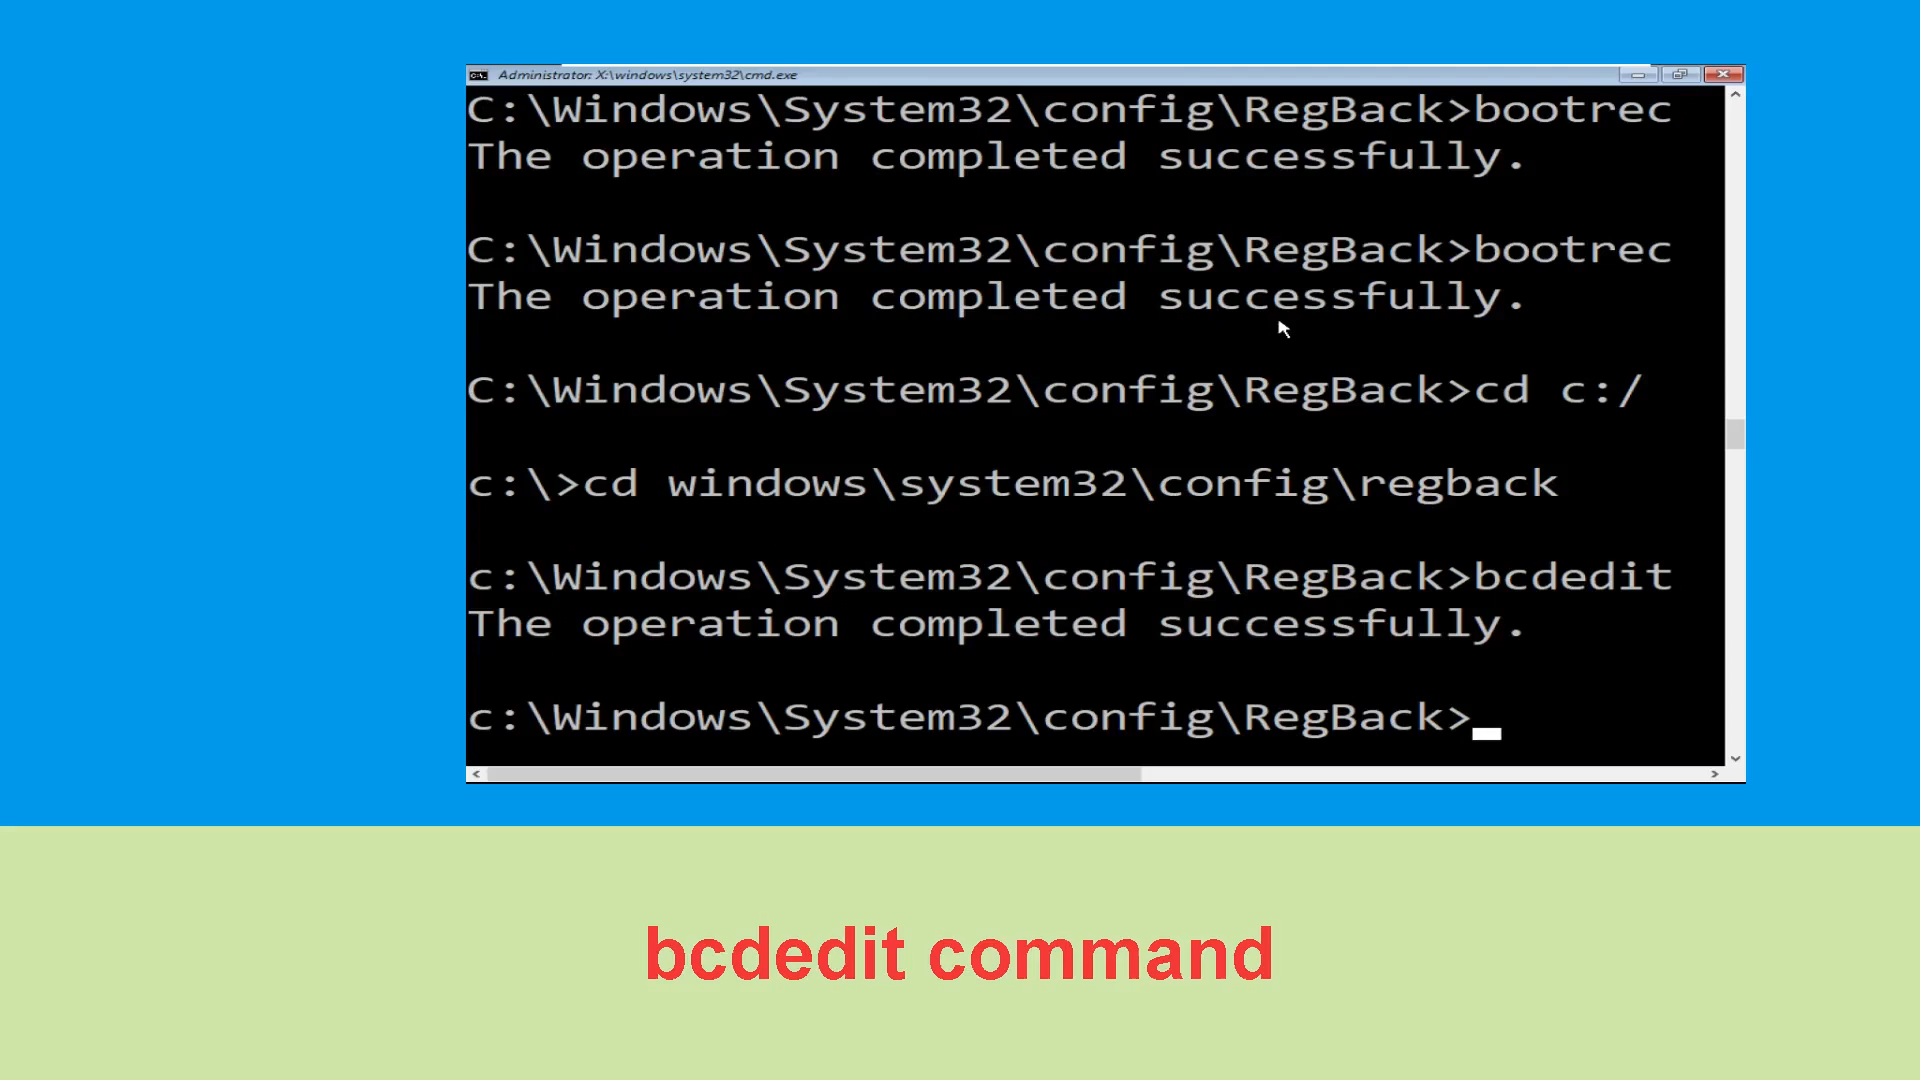 Administrator: X:\windows\system32\cmd.exe
C:\Windows\System32\config\RegBack>bootrec
The operation completed successfully.
C:\Windows\System32\config\RegBack>bootrec
The operation completed successfully.
C:\Windows\System32\config\RegBack>cd c:/
c:\>cd windows\system32\config\regback
c:\Windows\System32\config\RegBack>bcdedit
The operation completed successfully.
c:\Windows\System32\config\RegBack>
bcdedit command